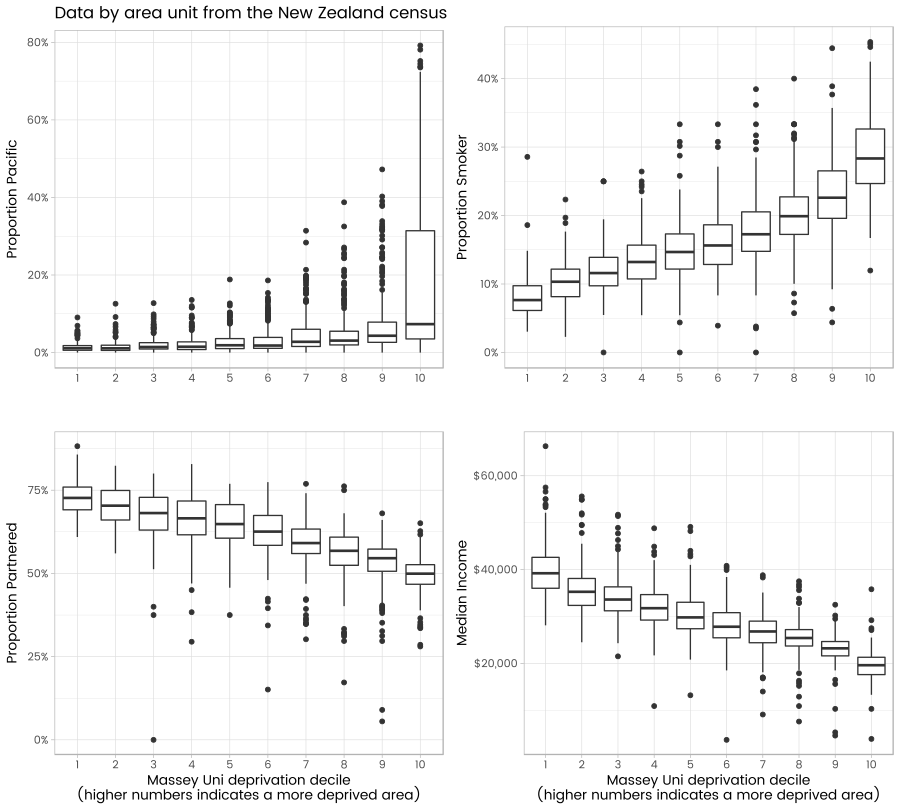 Data by area unit from the New Zealand census
Proportion Pacific
80%
60%
40%
20%
0%
1 2 3 4 5 6 7 8 9 10
Proportion Smoker
40%
30%
20%
10%
0%
1 2 3 4 5 6 7 8 9 10
Proportion Partnered
75%
50%
25%
0%
1 2 3 4 5 6 7 8 9 10
Massey Uni deprivation decile
(higher numbers indicates a more deprived area)
Median Income
$60,000
$40,000
$20,000
1 2 3 4 5 6 7 8 9 10
Massey Uni deprivation decile
(higher numbers indicates a more deprived area)